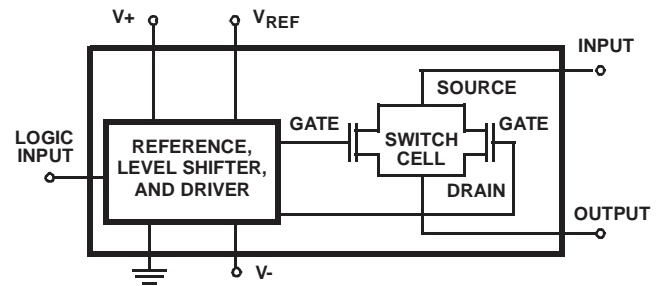 V+
VREF
INPUT
SOURCE
GATE
GATE
LOGIC
INPUT
REFERENCE,
LEVEL SHIFTER,
AND DRIVER
SWITCH
CELL
DRAIN
OUTPUT
V-